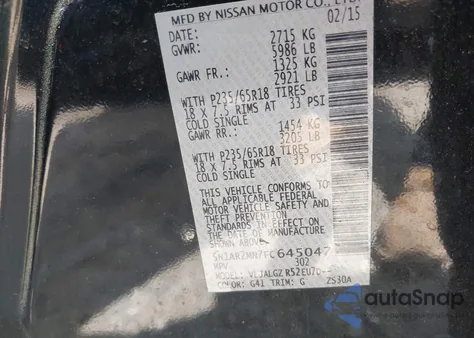 MFD BY NISSAN MOTOR CO., LTD.
02/15
DATE:
GVWR: 2715 KG
5986 LB
GAWR FR.: 1325 KG
2921 LB
WITH P235/65R18 TIRES
18 X 7.5 RIMS AT 33 PSI
COLD SINGLE
GAWR RR.: 1454 KG
3205 LB
WITH P235/65R18 TIRES
18 X 7.5 RIMS AT 33 PSI
COLD SINGLE
THIS VEHICLE CONFORMS TO
ALL APPLICABLE FEDERAL
MOTOR VEHICLE SAFETY AND
THEFT PREVENTION
STANDARDS IN EFFECT ON
THE DATE OF MANUFACTURE
SHOWN ABOVE.
5N1AR2MN7FC645047
MPV 302
MODEL:
COLOR: G41 TRIM: G ZS30A
autoSnap